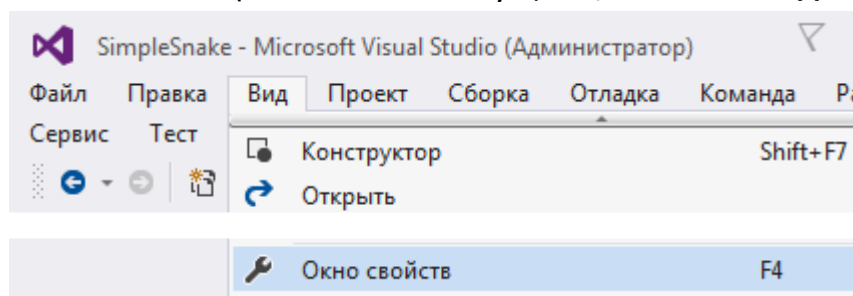 SimpleSnake - Microsoft Visual Studio (Администратор)
Файл Правка Вид Проект Сборка Отладка Команда
Сервис Тест
Конструктор Shift+F7
Открыть
Окно свойств F4